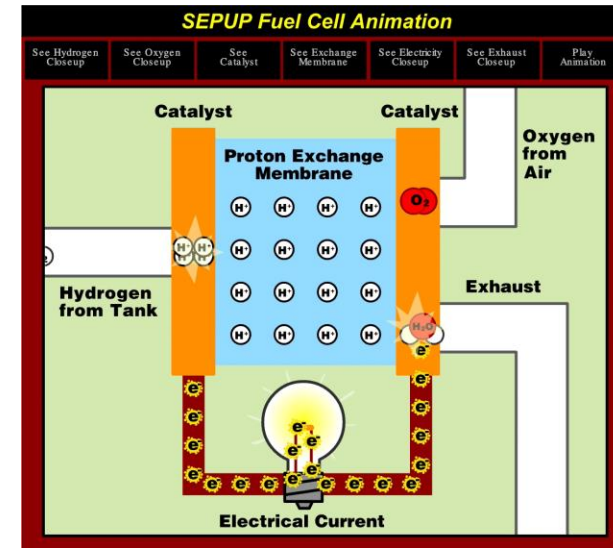 SEPUP Fuel Cell Animation
See Hydrogen
Closeup
See Oxygen
Closeup
See
Catalyst
See Exchange
Membrane
See Electricity
Closeup
See Exhaust
Closeup
Play
Animation
Catalyst
Catalyst
Oxygen
from
Air
Proton Exchange
Membrane
H⁺ H⁺ H⁺ H⁺
O₂
H⁺ H⁺ H⁺ H⁺ H⁺ H⁺
H⁺ H⁺
₂
Hydrogen
from Tank
Exhaust
H⁺ H⁺ H⁺ H⁺
H⁺ H⁺ H⁺ H⁺
H₂O
e⁻
e⁻ e⁻
e⁻ e⁻
e⁻ e⁻
e⁻ e⁻
e⁻ e⁻
e⁻ e⁻ e⁻ e⁻ e⁻ e⁻ e⁻ e⁻
Electrical Current